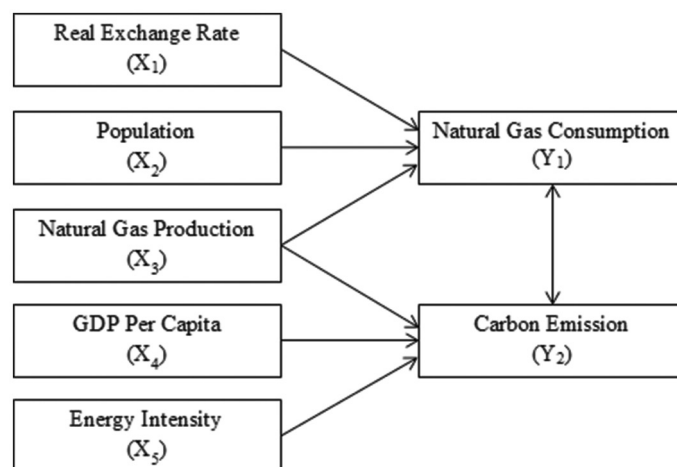 Real Exchange Rate
(X₁)
Population
(X₂)
Natural Gas Production
(X₃)
GDP Per Capita
(X₄)
Energy Intensity
(X₅)
Natural Gas Consumption
(Y₁)
Carbon Emission
(Y₂)